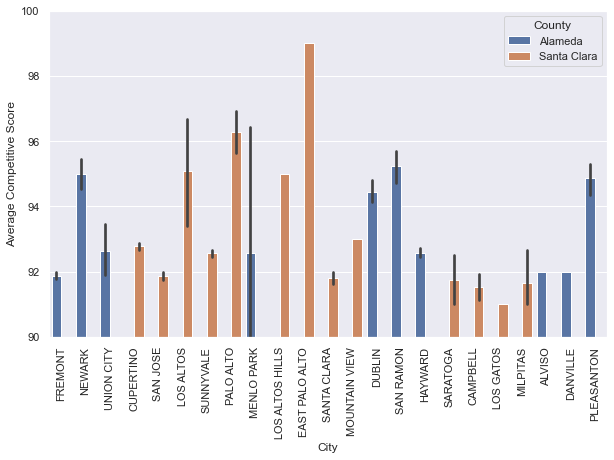 100
98
96
94
92
90
Average Competitive Score
County
Alameda
Santa Clara
FREMONT
NEWARK
UNION CITY
CUPERTINO
SAN JOSE
LOS ALTOS
SUNNYVALE
PALO ALTO
MENLO PARK
LOS ALTOS HILLS
EAST PALO ALTO
SANTA CLARA
MOUNTAIN VIEW
DUBLIN
SAN RAMON
HAYWARD
SARATOGA
CAMPBELL
LOS GATOS
MILPITAS
ALVISO
DANVILLE
PLEASANTON
City